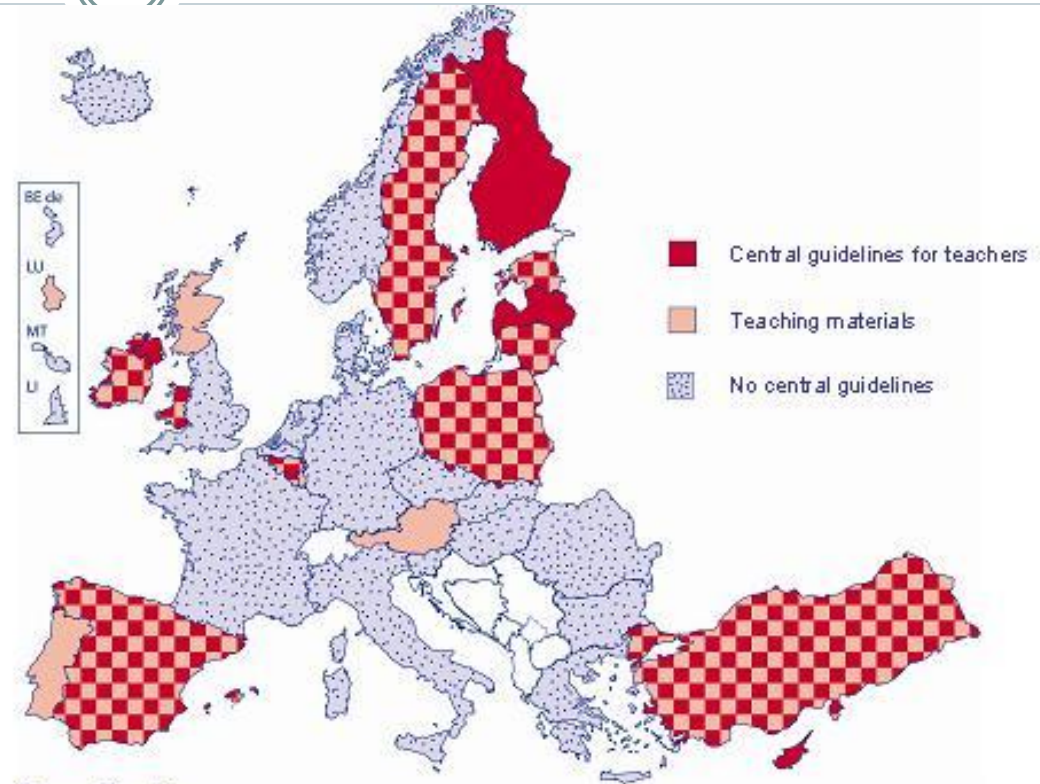 BE de
LU
MT
LI
Central guidelines for teachers
Teaching materials
No central guidelines